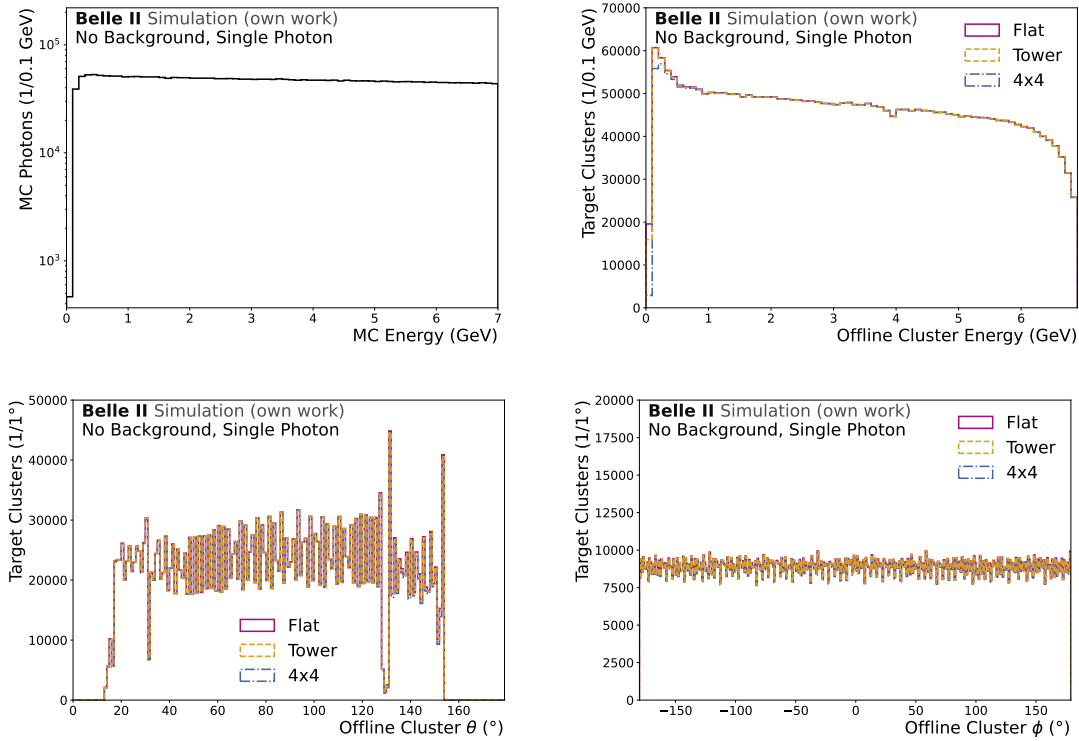 Belle II Simulation (own work)
No Background, Single Photon
MC Photons (1/0.1 GeV)
10^5
10^4
10^3
0 1 2 3 4 5 6 7
MC Energy (GeV)
Belle II Simulation (own work)
No Background, Single Photon
Flat
Tower
4x4
Target Clusters (1/0.1 GeV)
70000
60000
50000
40000
30000
20000
10000
0
0 1 2 3 4 5 6
Offline Cluster Energy (GeV)
Belle II Simulation (own work)
No Background, Single Photon
Target Clusters (1/1°)
50000
40000
30000
20000
10000
0
Flat
Tower
4x4
0 20 40 60 80 100 120 140 160
Offline Cluster θ (°)
Belle II Simulation (own work)
No Background, Single Photon
Flat
Tower
4x4
Target Clusters (1/1°)
20000
17500
15000
12500
10000
7500
5000
2500
0
−150 −100 −50 0 50 100 150
Offline Cluster ϕ (°)